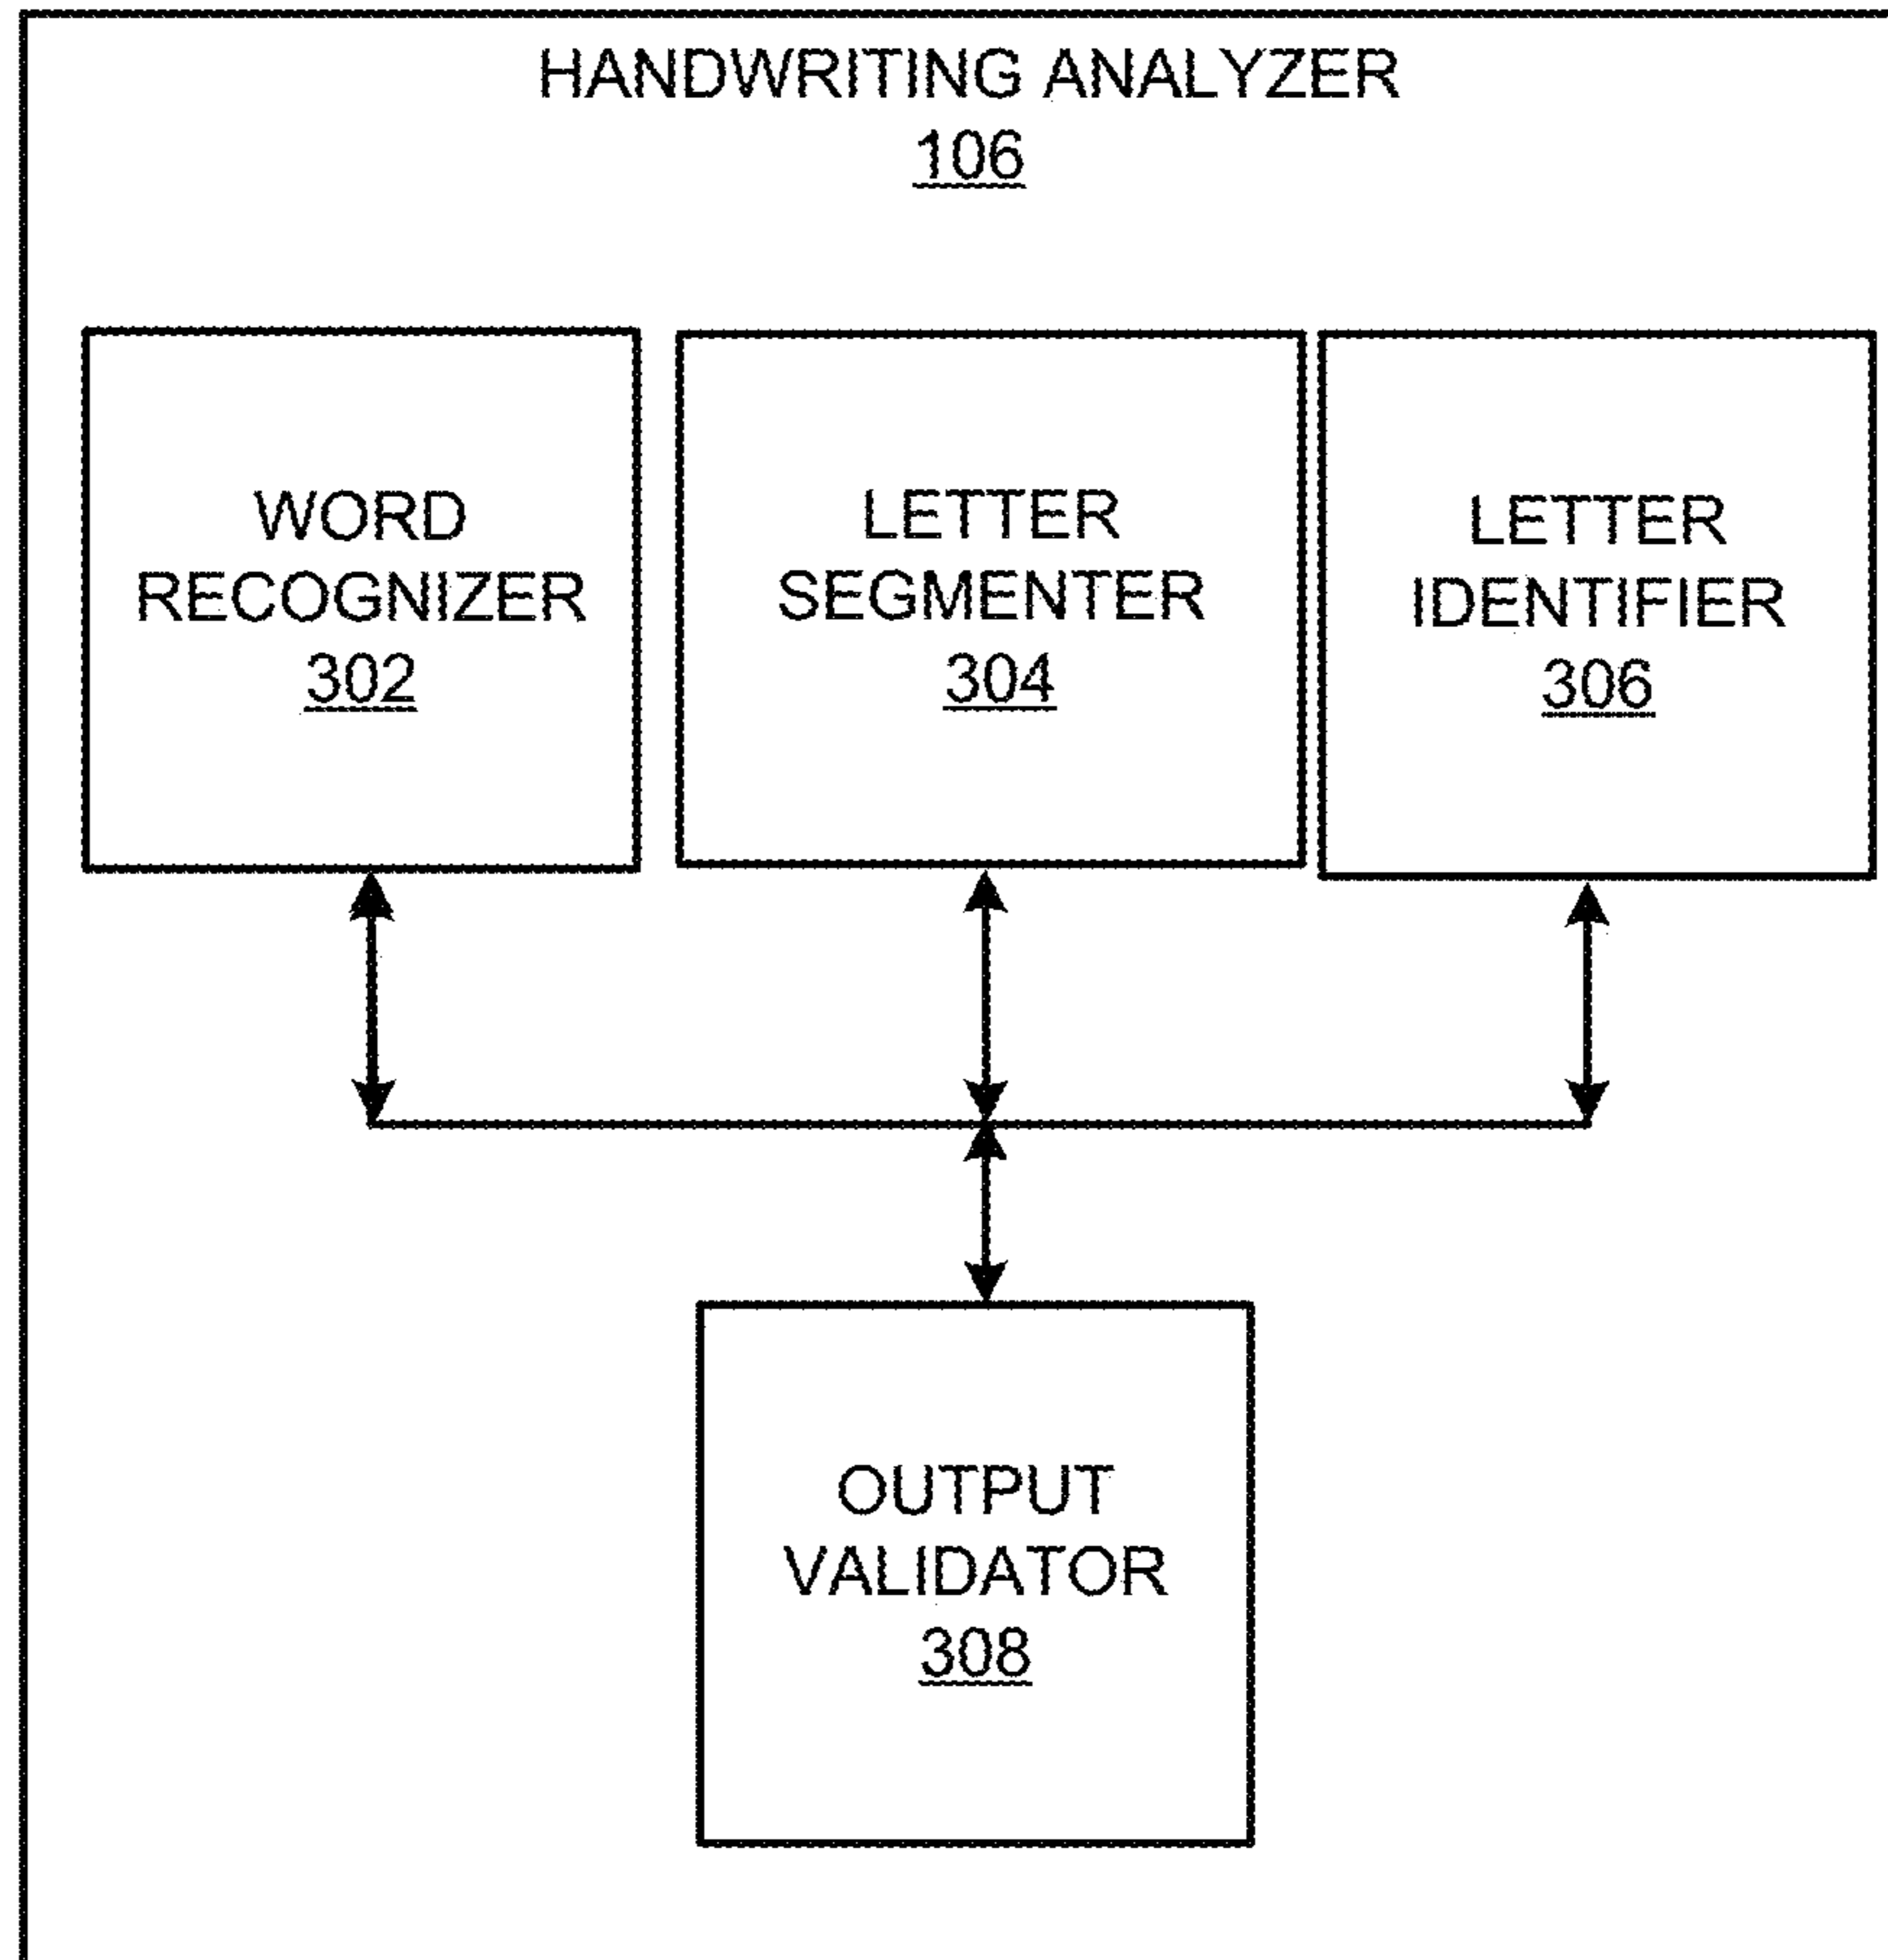 HANDWRITING ANALYZER
106
WORD
RECOGNIZER
302
LETTER
SEGMENTER
304
LETTER
IDENTIFIER
306
OUTPUT
VALIDATOR
308